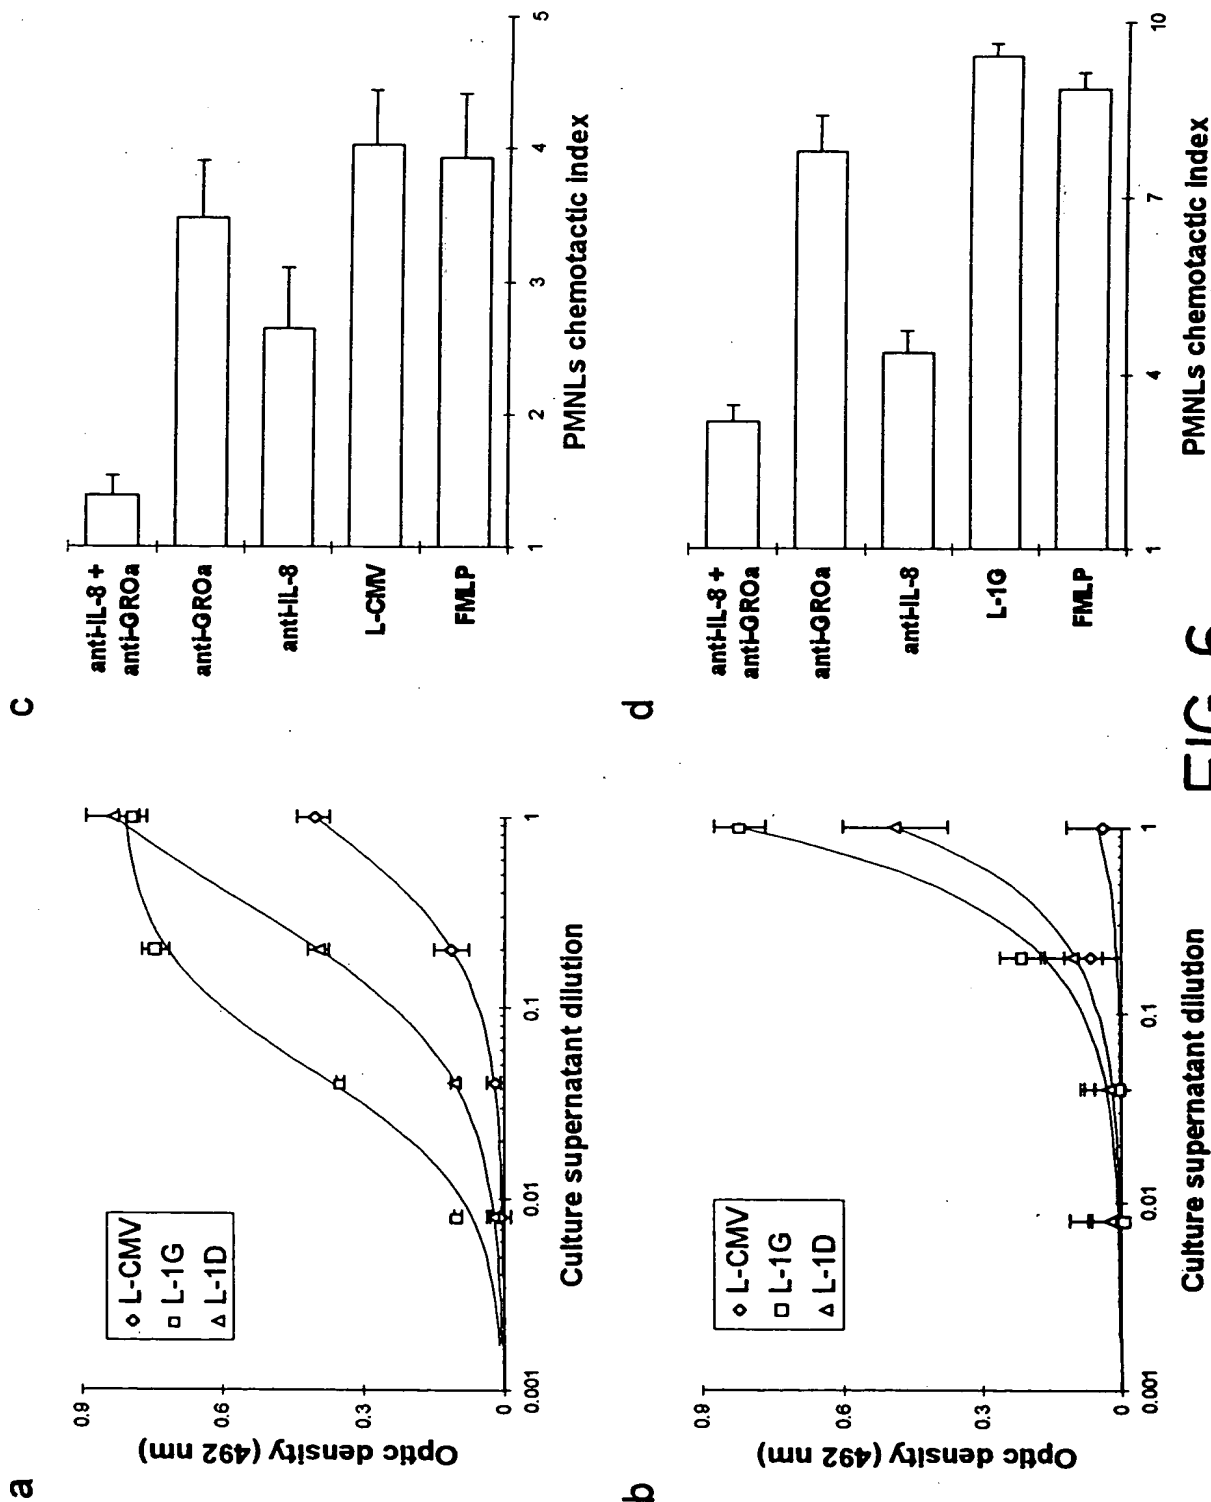 a
Optic density (492 nm)
0.9
0.6
0.3
0
0.001
0.01
0.1
1
Culture supernatant dilution
L-CMV
L-1G
L-1D
b
Optic density (492 nm)
0.9
0.6
0.3
0
0.001
0.01
0.1
1
Culture supernatant dilution
L-CMV
L-1G
L-1D
c
anti-IL-8 +
anti-GROa
anti-GROa
anti-IL-8
L-CMV
FMLP
1
2
3
4
5
PMNLs chemotactic index
d
anti-IL-8 +
anti-GROa
anti-GROa
anti-IL-8
L-1G
FMLP
1
4
7
10
PMNLs chemotactic index
FIG 6